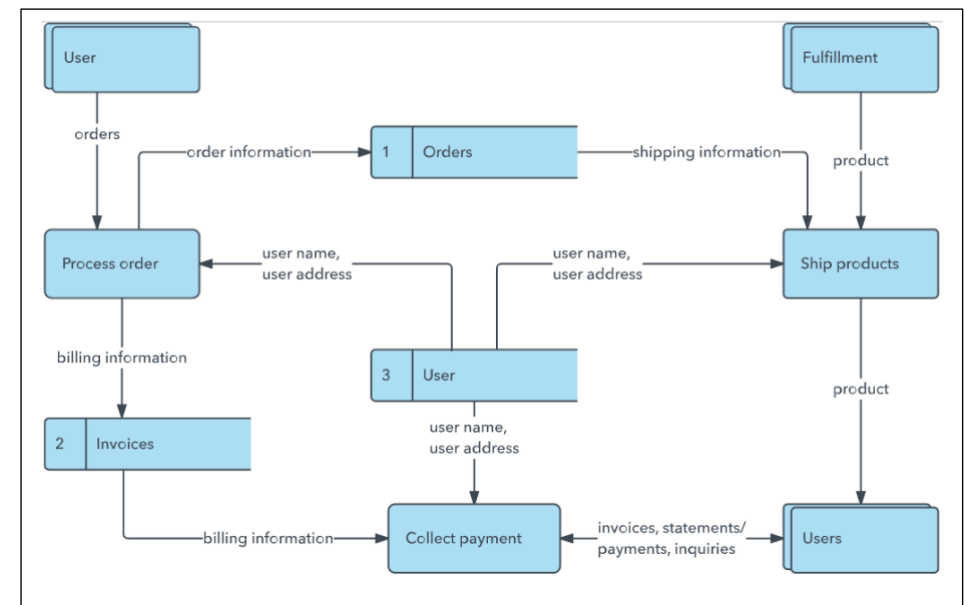 User
Fulfillment
orders
order information
1 Orders
shipping information
product
Process order
user name,
user address
user name,
user address
Ship products
billing information
3 User
product
user name,
user address
2 Invoices
billing information
Collect payment
invoices, statements/
payments, inquiries
Users